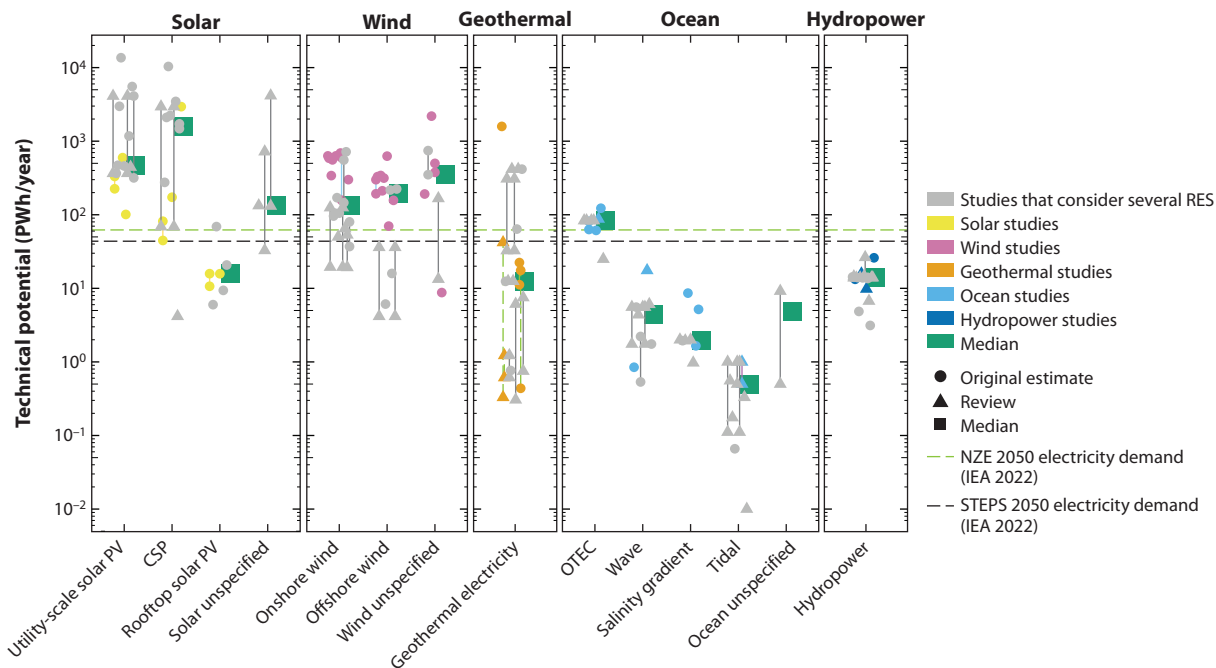 Solar
Wind
Geothermal
Ocean
Hydropower
Technical potential (PWh/year)
10⁴
10³
10²
10¹
10⁰
10⁻¹
10⁻²
Utility-scale solar PV
CSP
Rooftop solar PV
Solar unspecified
Onshore wind
Offshore wind
Wind unspecified
Geothermal electricity
OTEC
Wave
Salinity gradient
Tidal
Ocean unspecified
Hydropower
Studies that consider several RES
Solar studies
Wind studies
Geothermal studies
Ocean studies
Hydropower studies
Median
Original estimate
Review
Median
NZE 2050 electricity demand
(IEA 2022)
STEPS 2050 electricity demand
(IEA 2022)